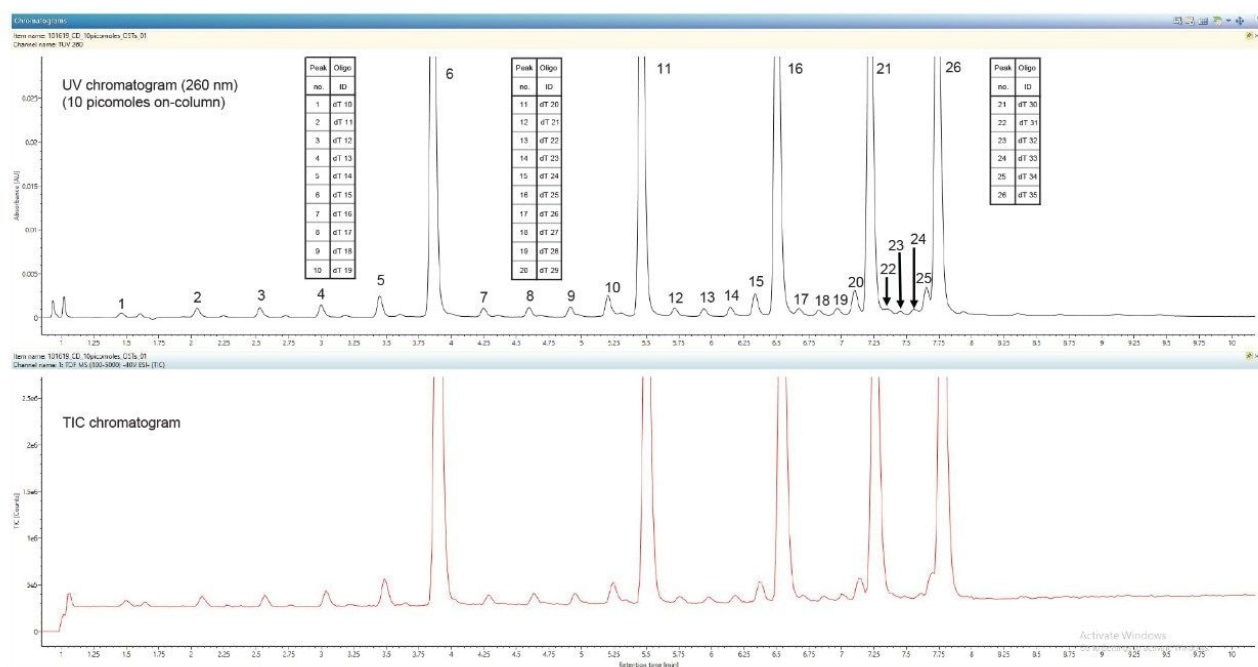 Chromatograms
Item name: 101619_CD_10picomoles_OSTs_01
Channel name: TUV 260
UV chromatogram (260 nm)
(10 picomoles on-column)
Peak Oligo
no. ID
1 dT 10
2 dT 11
3 dT 12
4 dT 13
5 dT 14
6 dT 15
7 dT 16
8 dT 17
9 dT 18
10 dT 19
Peak Oligo
no. ID
11 dT 20
12 dT 21
13 dT 22
14 dT 23
15 dT 24
16 dT 25
17 dT 26
18 dT 27
19 dT 28
20 dT 29
Peak Oligo
no. ID
21 dT 30
22 dT 31
23 dT 32
24 dT 33
25 dT 34
26 dT 35
Absorbance [AU]
0.025
0.02
0.015
0.01
0.005
0
1 2 3 4 5 6 7 8 9 10 11 12 13 14 15 16 17 18 19 20 21 22 23 24 25 26
1 1.25 1.5 1.75 2 2.25 2.5 2.75 3 3.25 3.5 3.75 4 4.25 4.5 4.75 5 5.25 5.5 5.75 6 6.25 6.5 6.75 7 7.25 7.5 7.75 8 8.25 8.5 8.75 9 9.25 9.5 9.75 10
Item name: 101619_CD_10picomoles_OSTs_01
TIC chromatogram
TIC [Counts]
2.5e6
2e6
1.5e6
1e6
5e5
0
1 1.25 1.5 1.75 2 2.25 2.5 2.75 3 3.25 3.5 3.75 4 4.25 4.5 4.75 5 5.25 5.5 5.75 6 6.25 6.5 6.75 7 7.25 7.5 7.75 8 8.25 8.5 8.75 9 9.25 9.5 9.75 10
Retention time [min]
Activate Windows